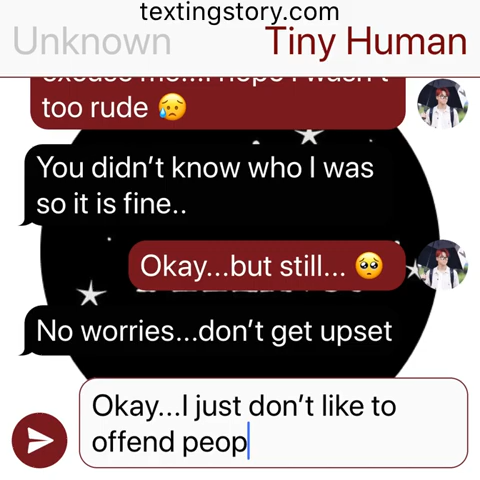 textingstory.com
Unknown Tiny Human
too rude 😥
You didn’t know who I was
so it is fine..
Okay...but still... 🥺
No worries...don’t get upset
Okay...I just don’t like to
offend peop